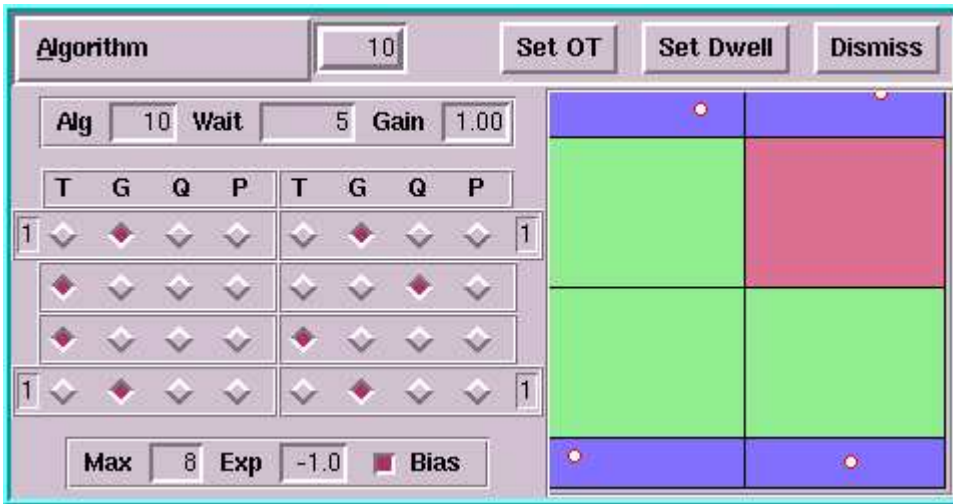 Algorithm 10 Set OT Set Dwell Dismiss
Alg 10 Wait 5 Gain 1.00
T G Q P T G Q P
1 1
1 1
Max 8 Exp -1.0 Bias